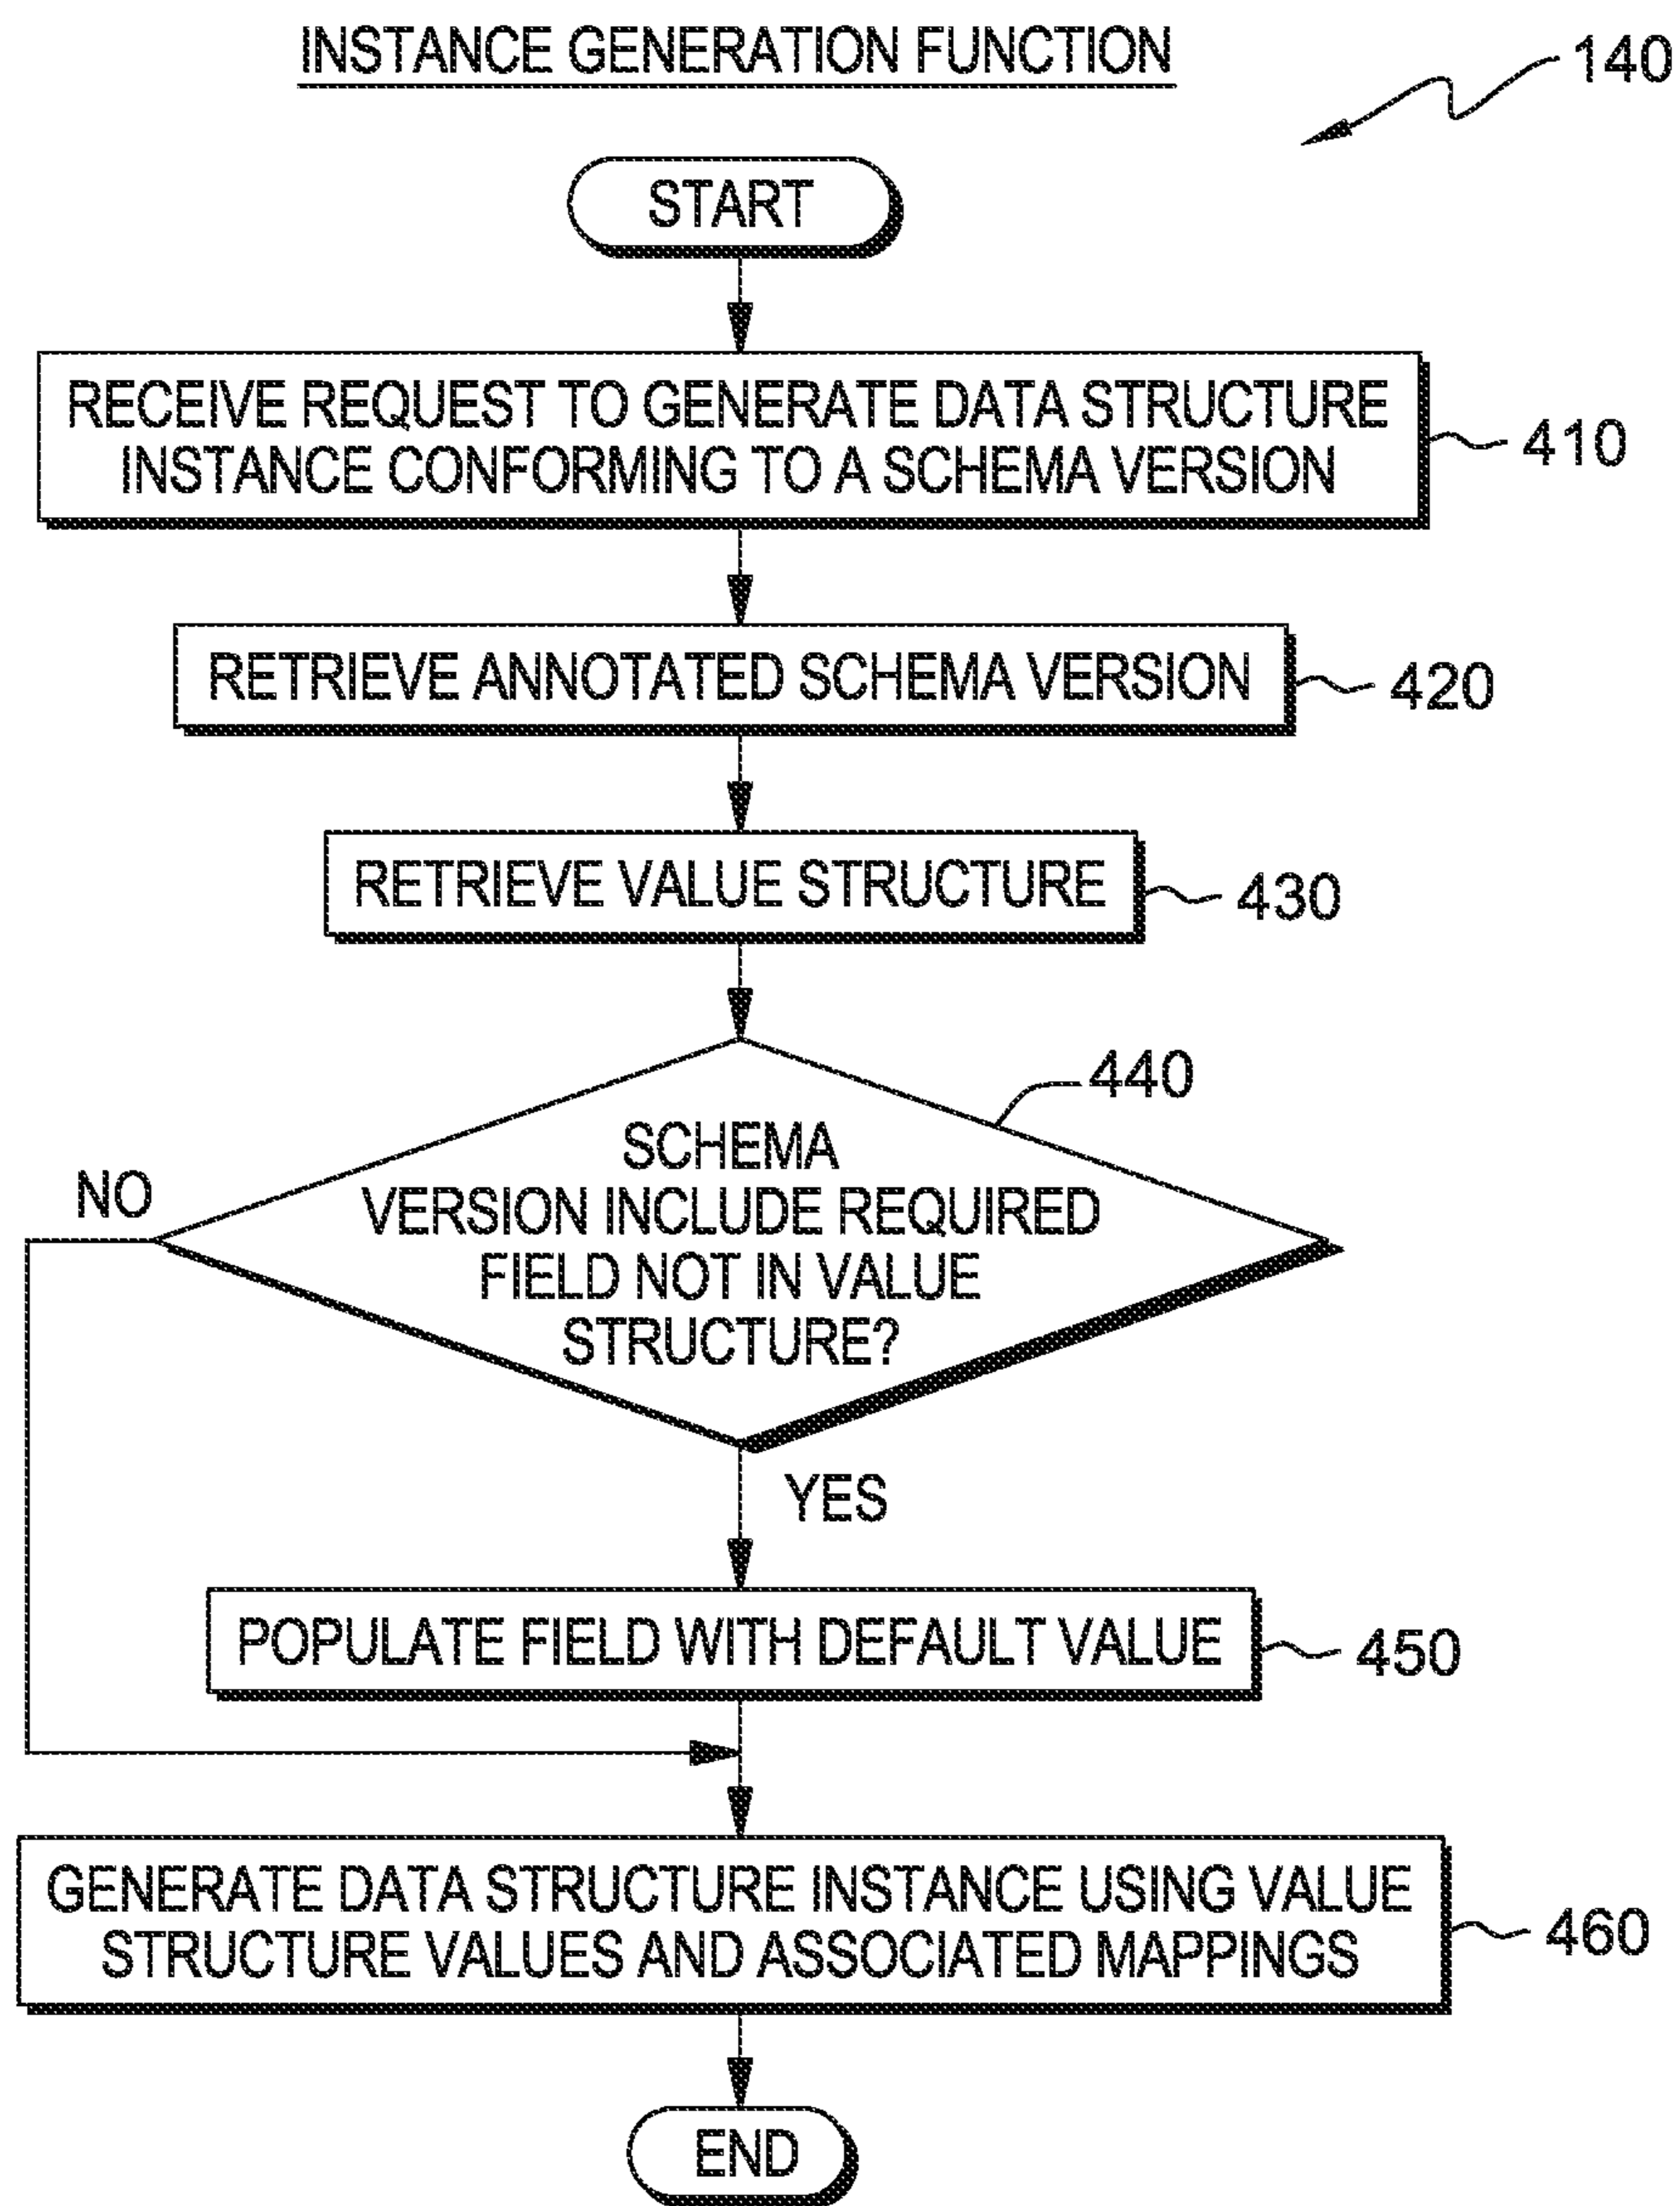 INSTANCE GENERATION FUNCTION
140
START
RECEIVE REQUEST TO GENERATE DATA STRUCTURE
INSTANCE CONFORMING TO A SCHEMA VERSION
410
RETRIEVE ANNOTATED SCHEMA VERSION
420
RETRIEVE VALUE STRUCTURE
430
440
SCHEMA
VERSION INCLUDE REQUIRED
FIELD NOT IN VALUE
STRUCTURE?
NO
YES
POPULATE FIELD WITH DEFAULT VALUE
450
GENERATE DATA STRUCTURE INSTANCE USING VALUE
STRUCTURE VALUES AND ASSOCIATED MAPPINGS
460
END